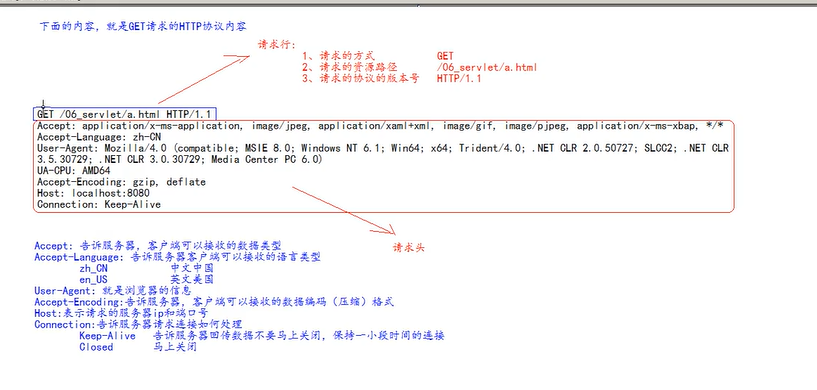 下面的内容，就是GET请求的HTTP协议内容
请求行:
1、请求的方式 GET
2、请求的资源路径 /06_servlet/a.html
3、请求的协议的版本号 HTTP/1.1
GET /06_servlet/a.html HTTP/1.1
Accept: application/x-ms-application, image/jpeg, application/xaml+xml, image/gif, image/pjpeg, application/x-ms-xbap, */*
Accept-Language: zh-CN
User-Agent: Mozilla/4.0 (compatible; MSIE 8.0; Windows NT 6.1; Win64; x64; Trident/4.0; .NET CLR 2.0.50727; SLCC2; .NET CLR
3.5.30729; .NET CLR 3.0.30729; Media Center PC 6.0)
UA-CPU: AMD64
Accept-Encoding: gzip, deflate
Host: localhost:8080
Connection: Keep-Alive
请求头
Accept: 告诉服务器，客户端可以接收的数据类型
Accept-Language: 告诉服务器客户端可以接收的语言类型
zh_CN 中文中国
en_US 英文美国
User-Agent: 就是浏览器的信息
Accept-Encoding:告诉服务器，客户端可以接收的数据编码（压缩）格式
Host:表示请求的服务器ip和端口号
Connection:告诉服务器请求连接如何处理
Keep-Alive 告诉服务器回传数据不要马上关闭，保持一小段时间的连接
Closed 马上关闭